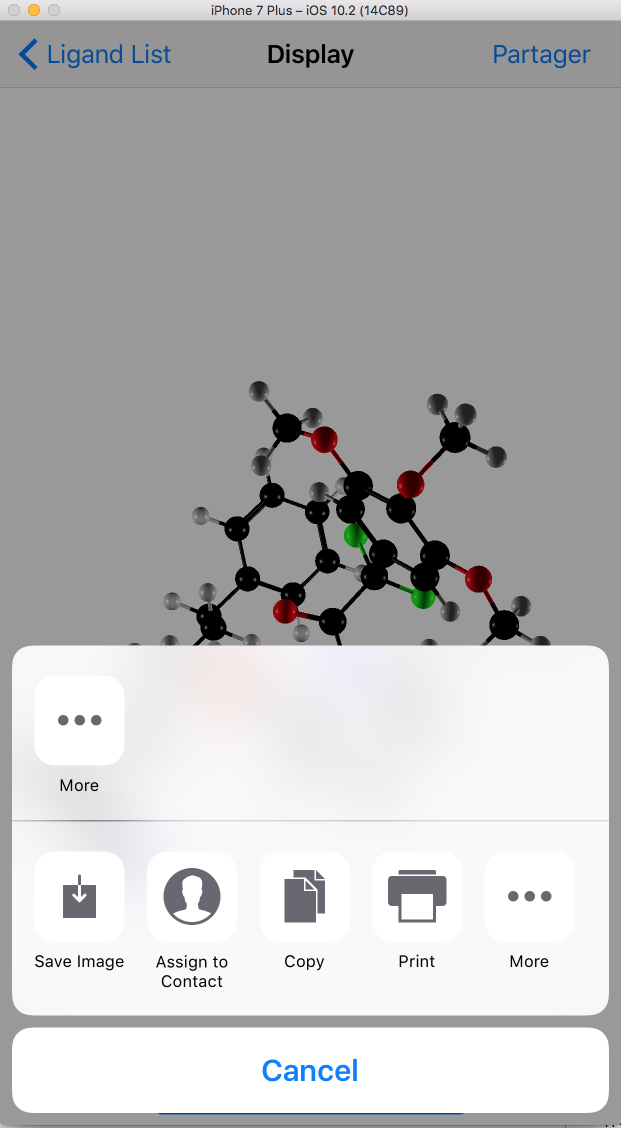 iPhone 7 Plus – iOS 10.2 (14C89)
Ligand List
Display
Partager
More
Save Image
Assign to
Contact
Copy
Print
More
Cancel